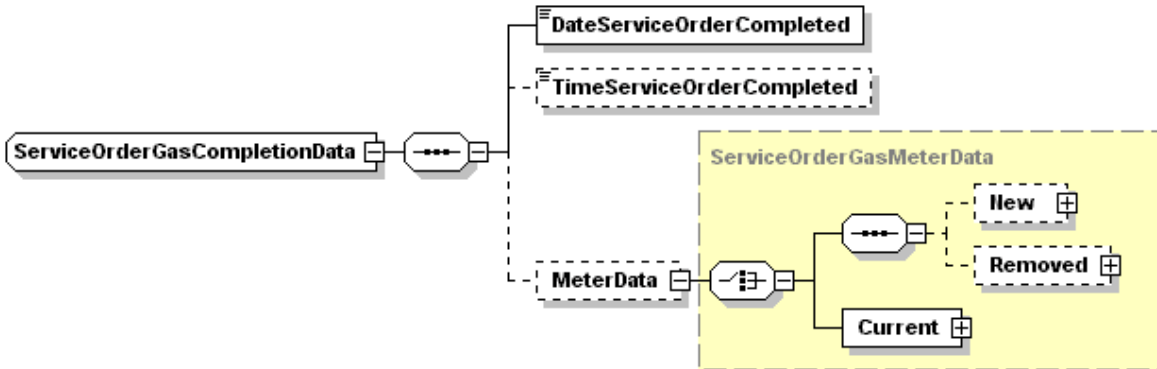 DateServiceOrderCompleted
TimeServiceOrderCompleted
ServiceOrderGasCompletionData
ServiceOrderGasMeterData
New
Removed
MeterData
Current